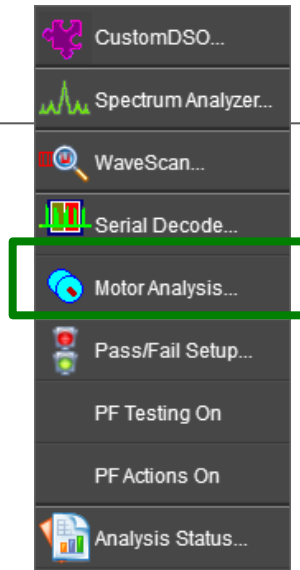 CustomDSO...
Spectrum Analyzer...
WaveScan...
Serial Decode...
Motor Analysis...
Pass/Fail Setup...
PF Testing On
PF Actions On
Analysis Status...